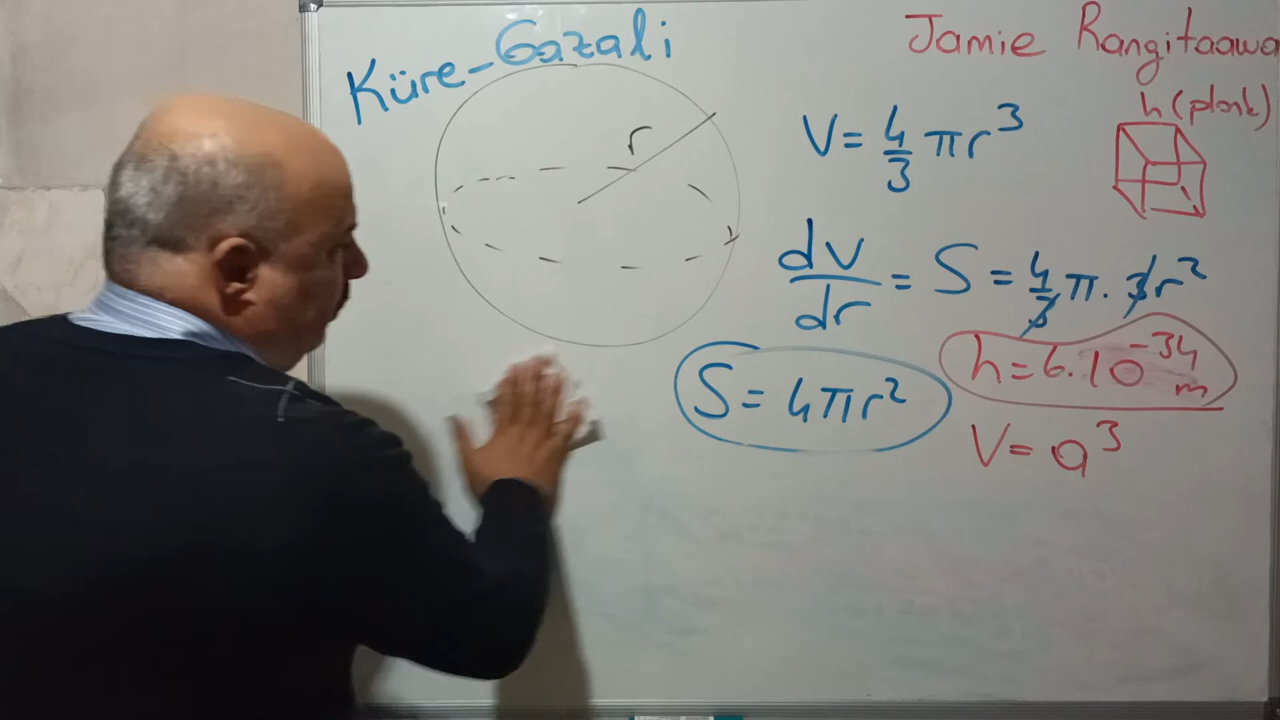 Küre-Gazali
Jamie Rangitaawa
h (plank)
r
V = 4/3 πr³
dV/dr = S = 4/3 π. 3r²
h = 6.10⁻³⁴ m
S = 4πr²
V = a³